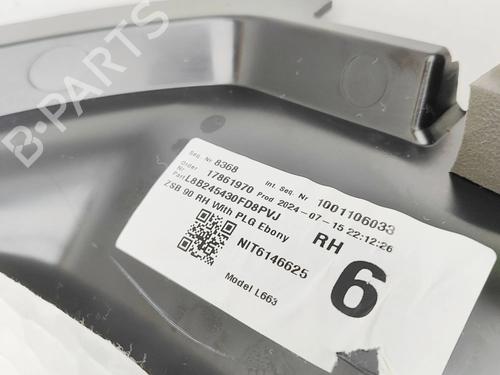 B-PARTS
Seq Nr 8368 Int. Seq Nr 1001106033
Order Nr 17861970 Prod 2024-07-15 22:12:26
Part L8B245430FD8PVJ
ZSB 90 RH With PLG Ebony RH
NIT6146625 6
Model L663